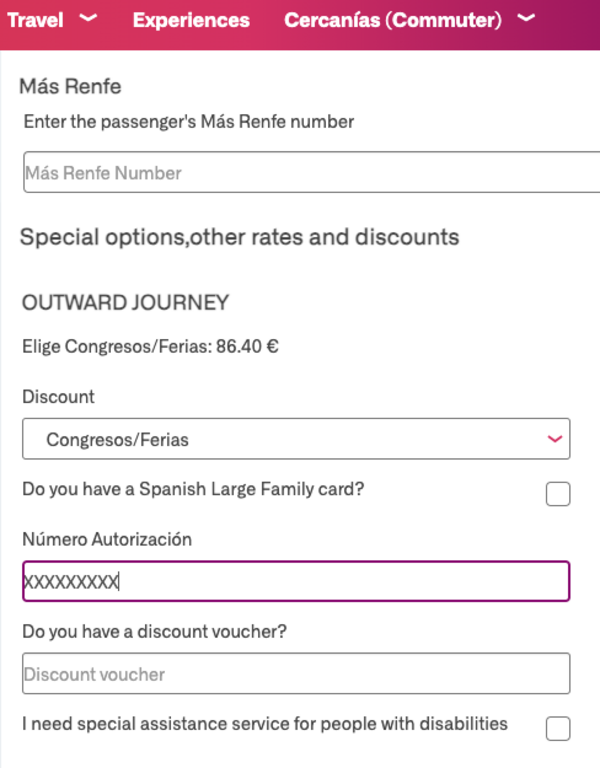 Travel Experiences Cercanías (Commuter)
Más Renfe
Enter the passenger's Más Renfe number
Más Renfe Number
Special options,other rates and discounts
OUTWARD JOURNEY
Elige Congresos/Ferias: 86.40 €
Discount
Congresos/Ferias
Do you have a Spanish Large Family card?
Número Autorización
XXXXXXXXX
Do you have a discount voucher?
Discount voucher
I need special assistance service for people with disabilities